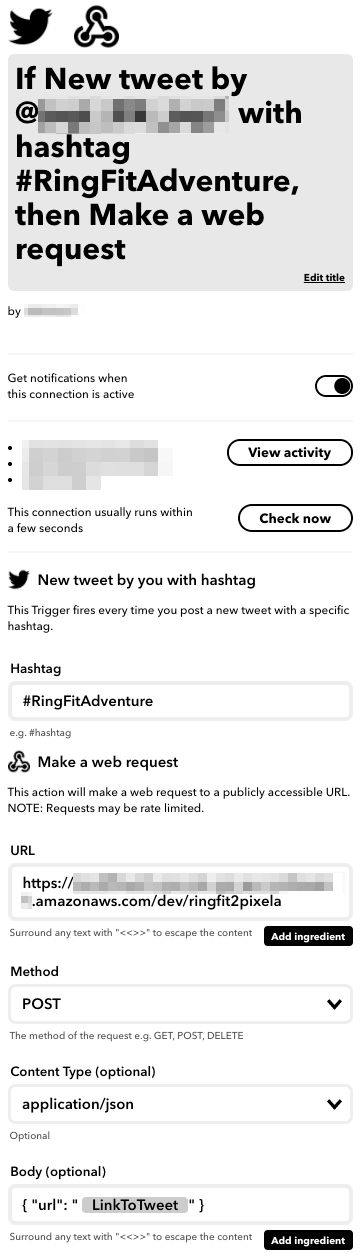 If New tweet by
@ with
hashtag
#RingFitAdventure,
then Make a web
request
Edit title
by
Get notifications when
this connection is active
View activity
This connection usually runs within
a few seconds
Check now
New tweet by you with hashtag
This Trigger fires every time you post a new tweet with a specific
hashtag.
Hashtag
#RingFitAdventure
e.g. #hashtag
Make a web request
This action will make a web request to a publicly accessible URL.
NOTE: Requests may be rate limited.
URL
https://
.amazonaws.com/dev/ringfit2pixela
Surround any text with "<<>>" to escape the content
Add ingredient
Method
POST
The method of the request e.g. GET, POST, DELETE
Content Type (optional)
application/json
Optional
Body (optional)
{ "url": " LinkToTweet " }
Surround any text with "<<>>" to escape the content
Add ingredient